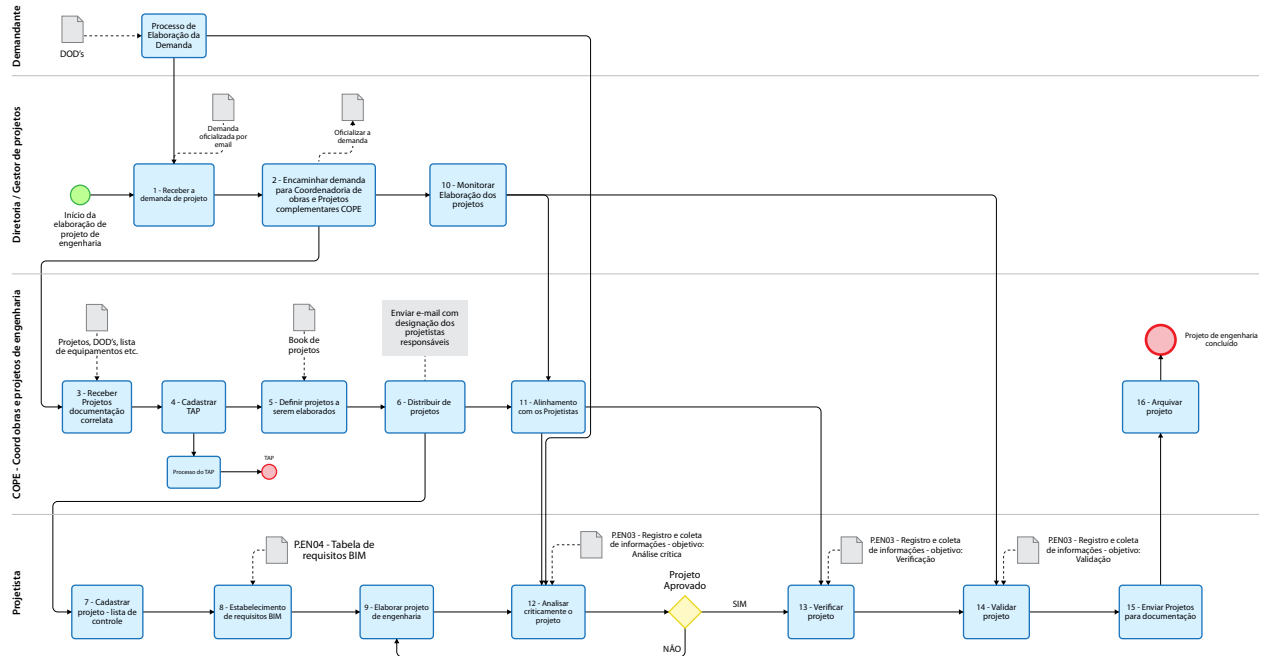 Demandante
DOD's
Processo de
Elaboração da
Demanda
Diretoria / Gestor de projetos
Demanda
oficializada por
email
Oficializar a
demanda
Início da
elaboração de
projeto de
engenharia
1 - Receber a
demanda de projeto
2 - Encaminhar demanda
para Coordenadoria de
obras e Projetos
complementares COPE
10 - Monitorar
Elaboração dos
projetos
COPE - Coord obras e projetos de engenharia
Projetos, DOD's, lista
de equipamentos etc.
Book de
projetos
Enviar e-mail com
designação dos
projetistas
responsáveis
Projeto de engenharia
concluído
3 - Receber
Projetos
documentação
correlata
4 - Cadastrar
TAP
5 - Definir projetos a
serem elaborados
6 - Distribuir de
projetos
11 - Alinhamento
com os Projetistas
16 - Arquivar
projeto
Processo do TAP
TAP
Projetista
P.EN04 - Tabela de
requisitos BIM
P.EN03 - Registro e coleta
de informações - objetivo:
Análise crítica
P.EN03 - Registro e coleta
de informações - objetivo:
Verificação
P.EN03 - Registro e coleta
de informações - objetivo:
Validação
7 - Cadastrar
projeto - lista de
controle
8 - Estabelecimento
de requisitos BIM
9 - Elaborar projeto
de engenharia
12 - Analisar
criticamente o
projeto
Projeto
Aprovado
SIM
NÃO
13 - Verificar
projeto
14 - Validar
projeto
15 - Enviar Projetos
para documentação